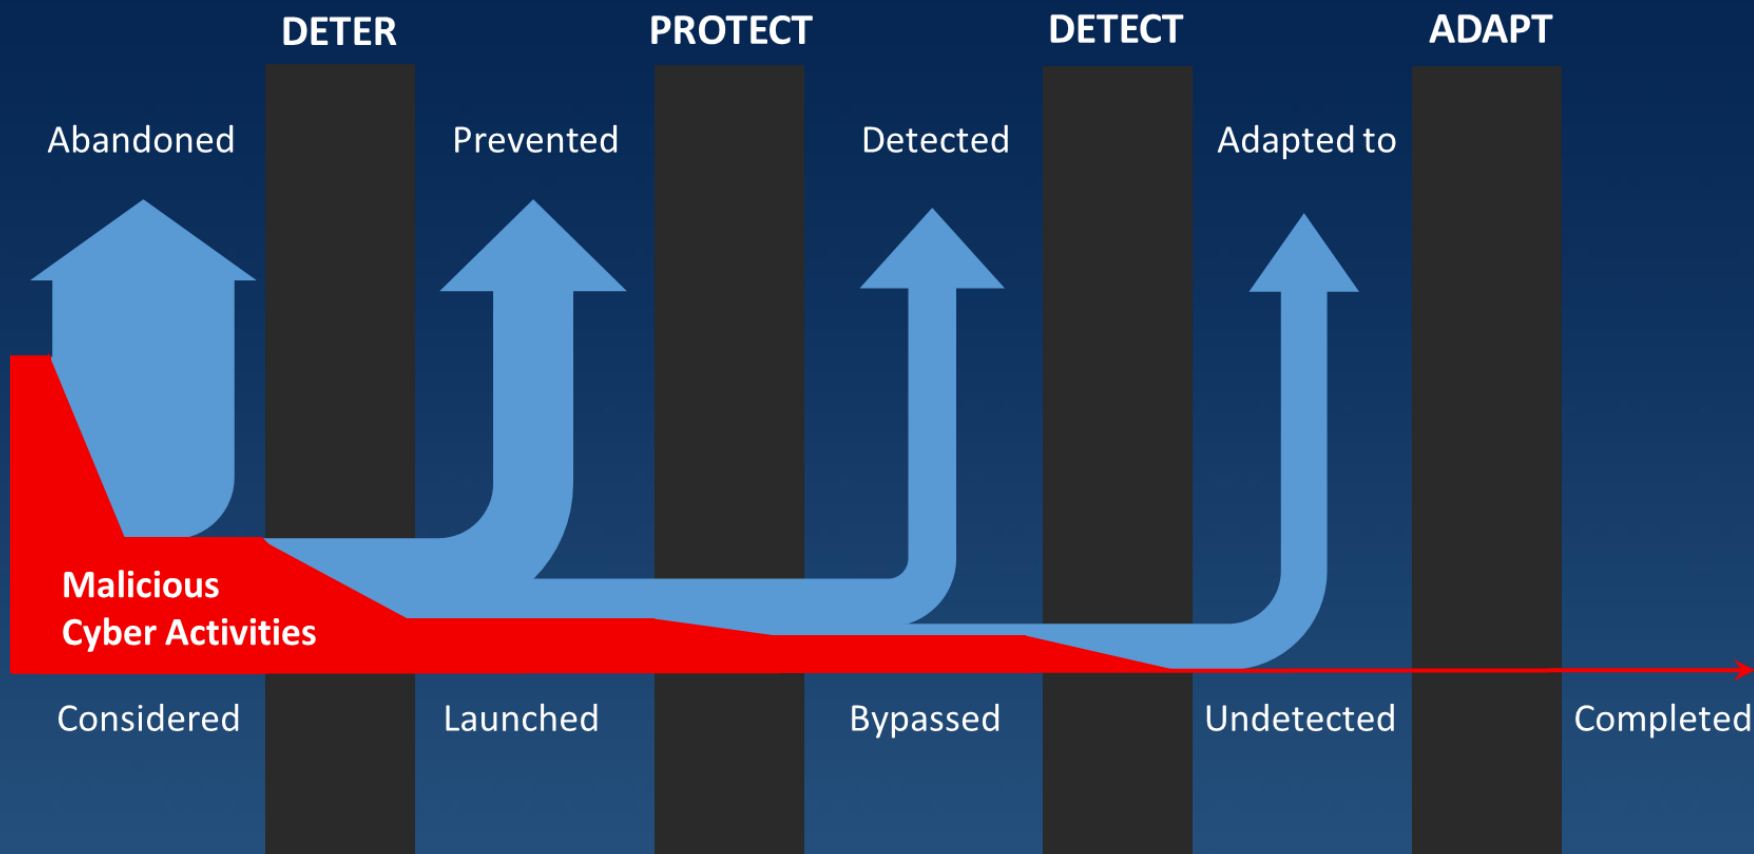 DETER
PROTECT
DETECT
ADAPT
Abandoned
Prevented
Detected
Adapted to
Malicious
Cyber Activities
Considered
Launched
Bypassed
Undetected
Completed